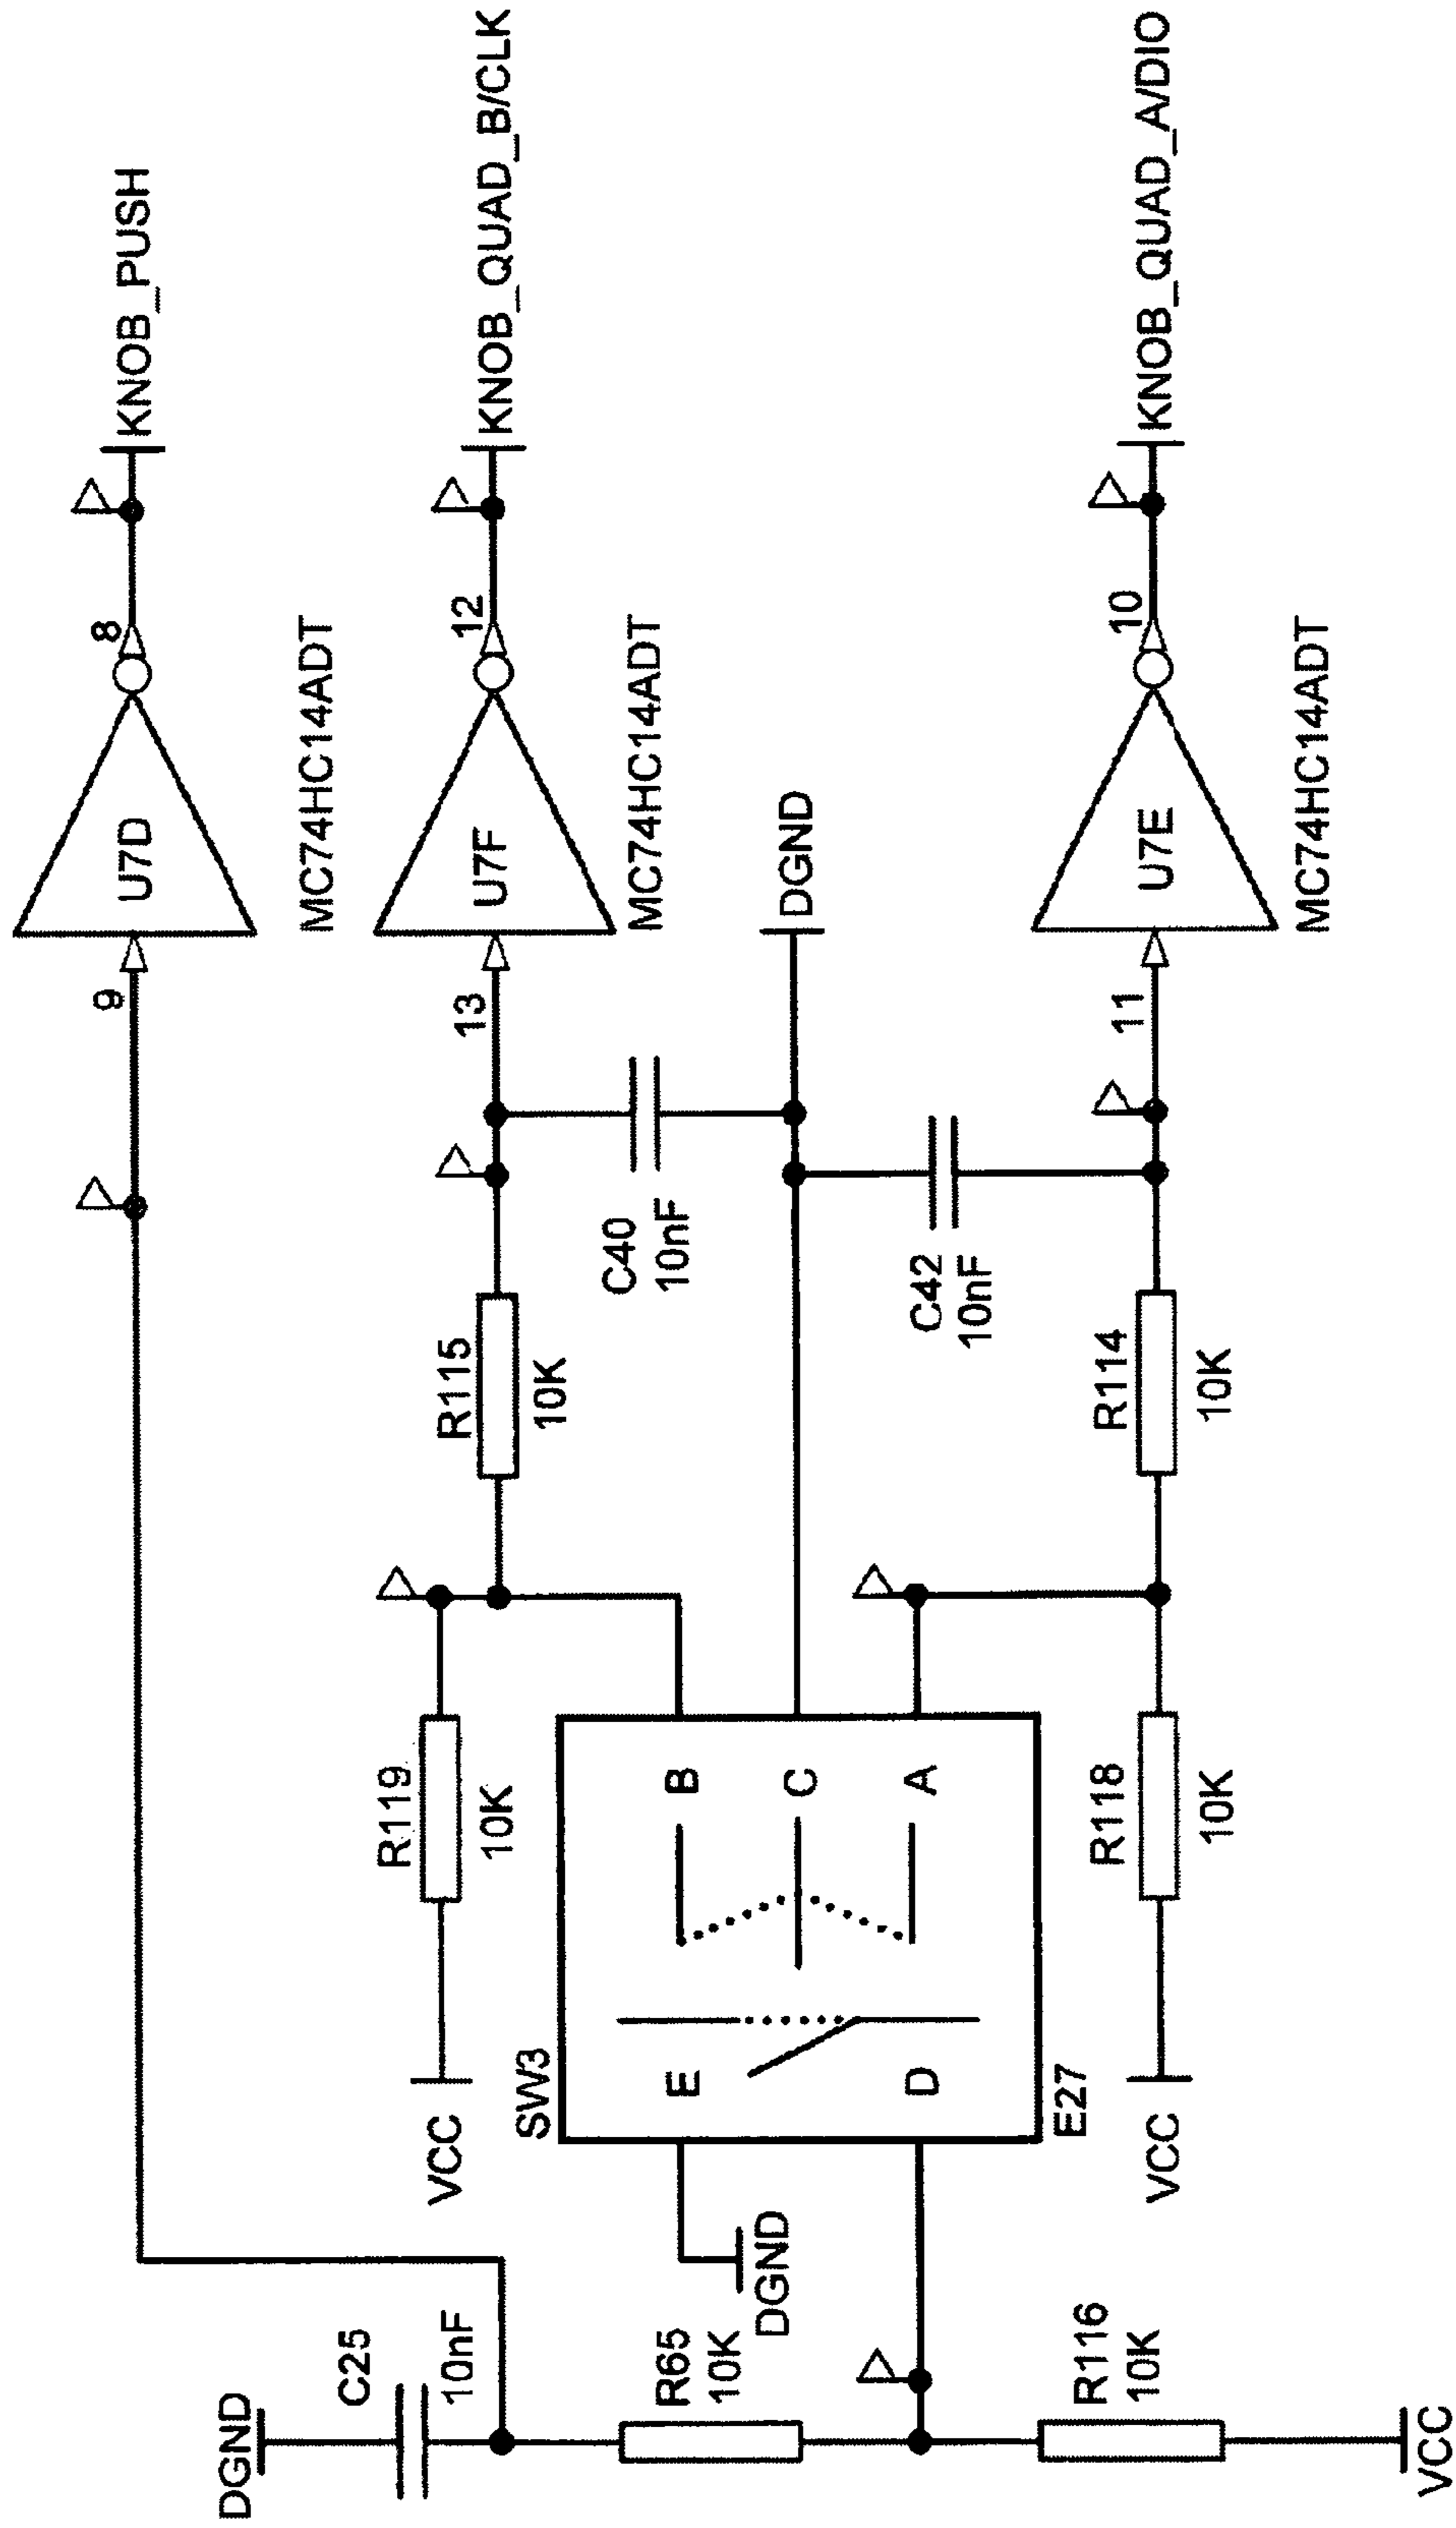 KNOB_PUSH
KNOB_QUAD_B/CLK
KNOB_QUAD_A/DIO
8
12
10
MC74HC14ADT
MC74HC14ADT
MC74HC14ADT
U7D
U7F
DGND
U7E
9
13
11
C40
10nF
C42
10nF
R115
10K
R114
10K
R119
10K
B
C
A
R118
10K
SW3
E
D
E27
VCC
VCC
DGND
C25
10nF
R65
10K
R116
10K
DGND
VCC